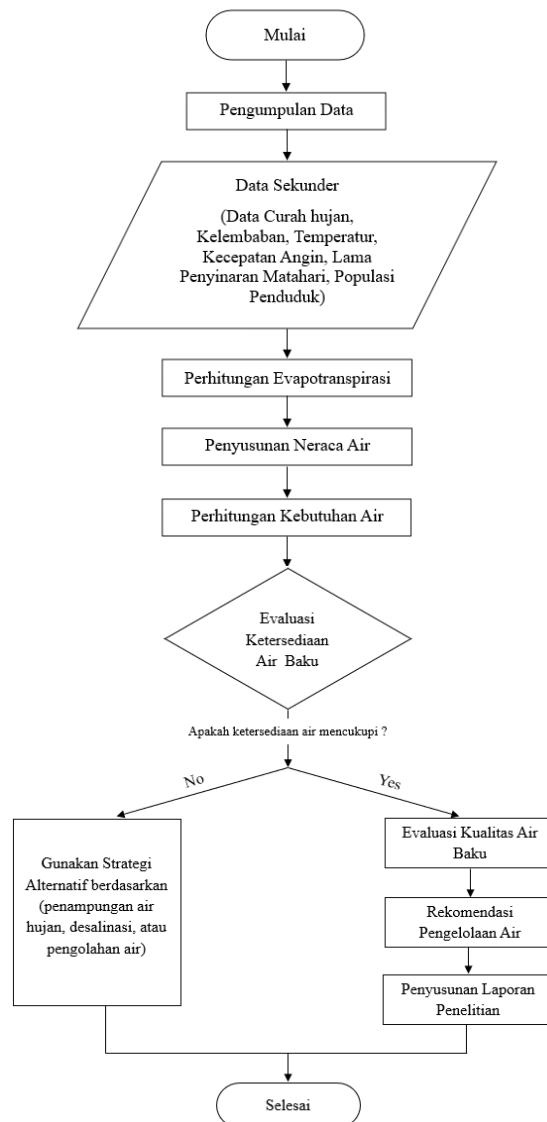 Mulai
Pengumpulan Data
Data Sekunder
(Data Curah hujan,
Kelembaban, Temperatur,
Kecepatan Angin, Lama
Penyinaran Matahari, Populasi
Penduduk)
Perhitungan Evapotranspirasi
Penyusunan Neraca Air
Perhitungan Kebutuhan Air
Evaluasi
Ketersediaan
Air Baku
Apakah ketersediaan air mencukupi ?
No
Yes
Gunakan Strategi
Alternatif berdasarkan
(penampungan air
hujan, desalinasi, atau
pengolahan air)
Evaluasi Kualitas Air
Baku
Rekomendasi
Pengelolaan Air
Penyusunan Laporan
Penelitian
Selesai